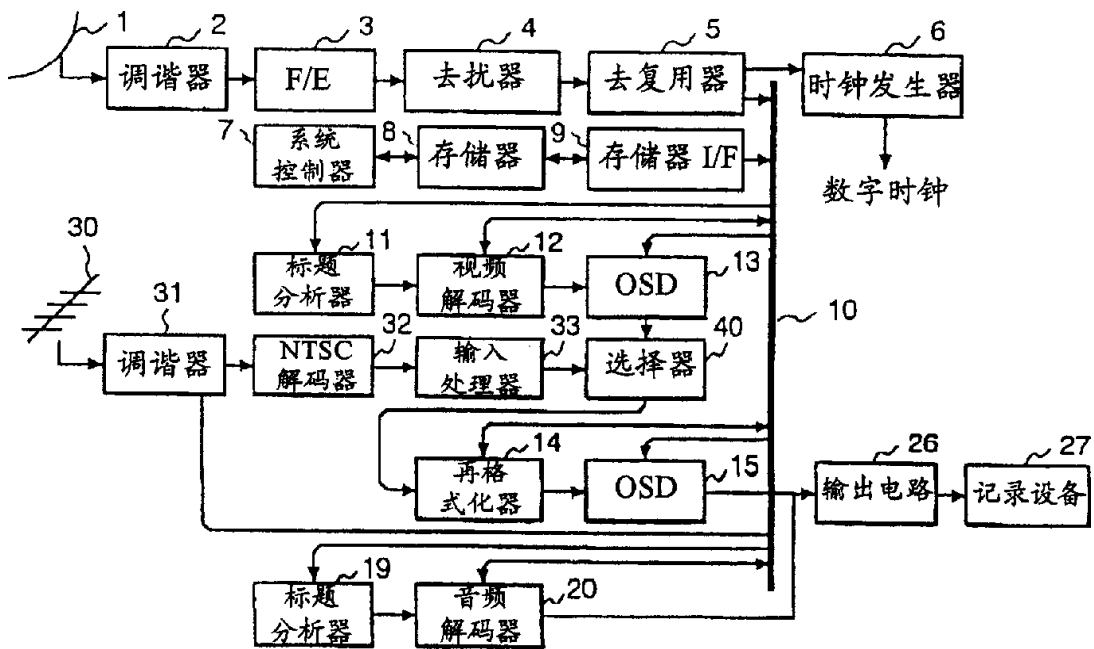 1
2
3
4
5
6
调谐器
F/E
去扰器
去复用器
时钟发生器
7
系统
控制器
8
存储器
9
存储器 I/F
数字时钟
30
11
标题
分析器
12
视频
解码器
13
OSD
10
31
调谐器
32
NTSC
解码器
33
输入
处理器
40
选择器
14
再格
式化器
15
OSD
26
输出电路
27
记录设备
19
标题
分析器
20
音频
解码器